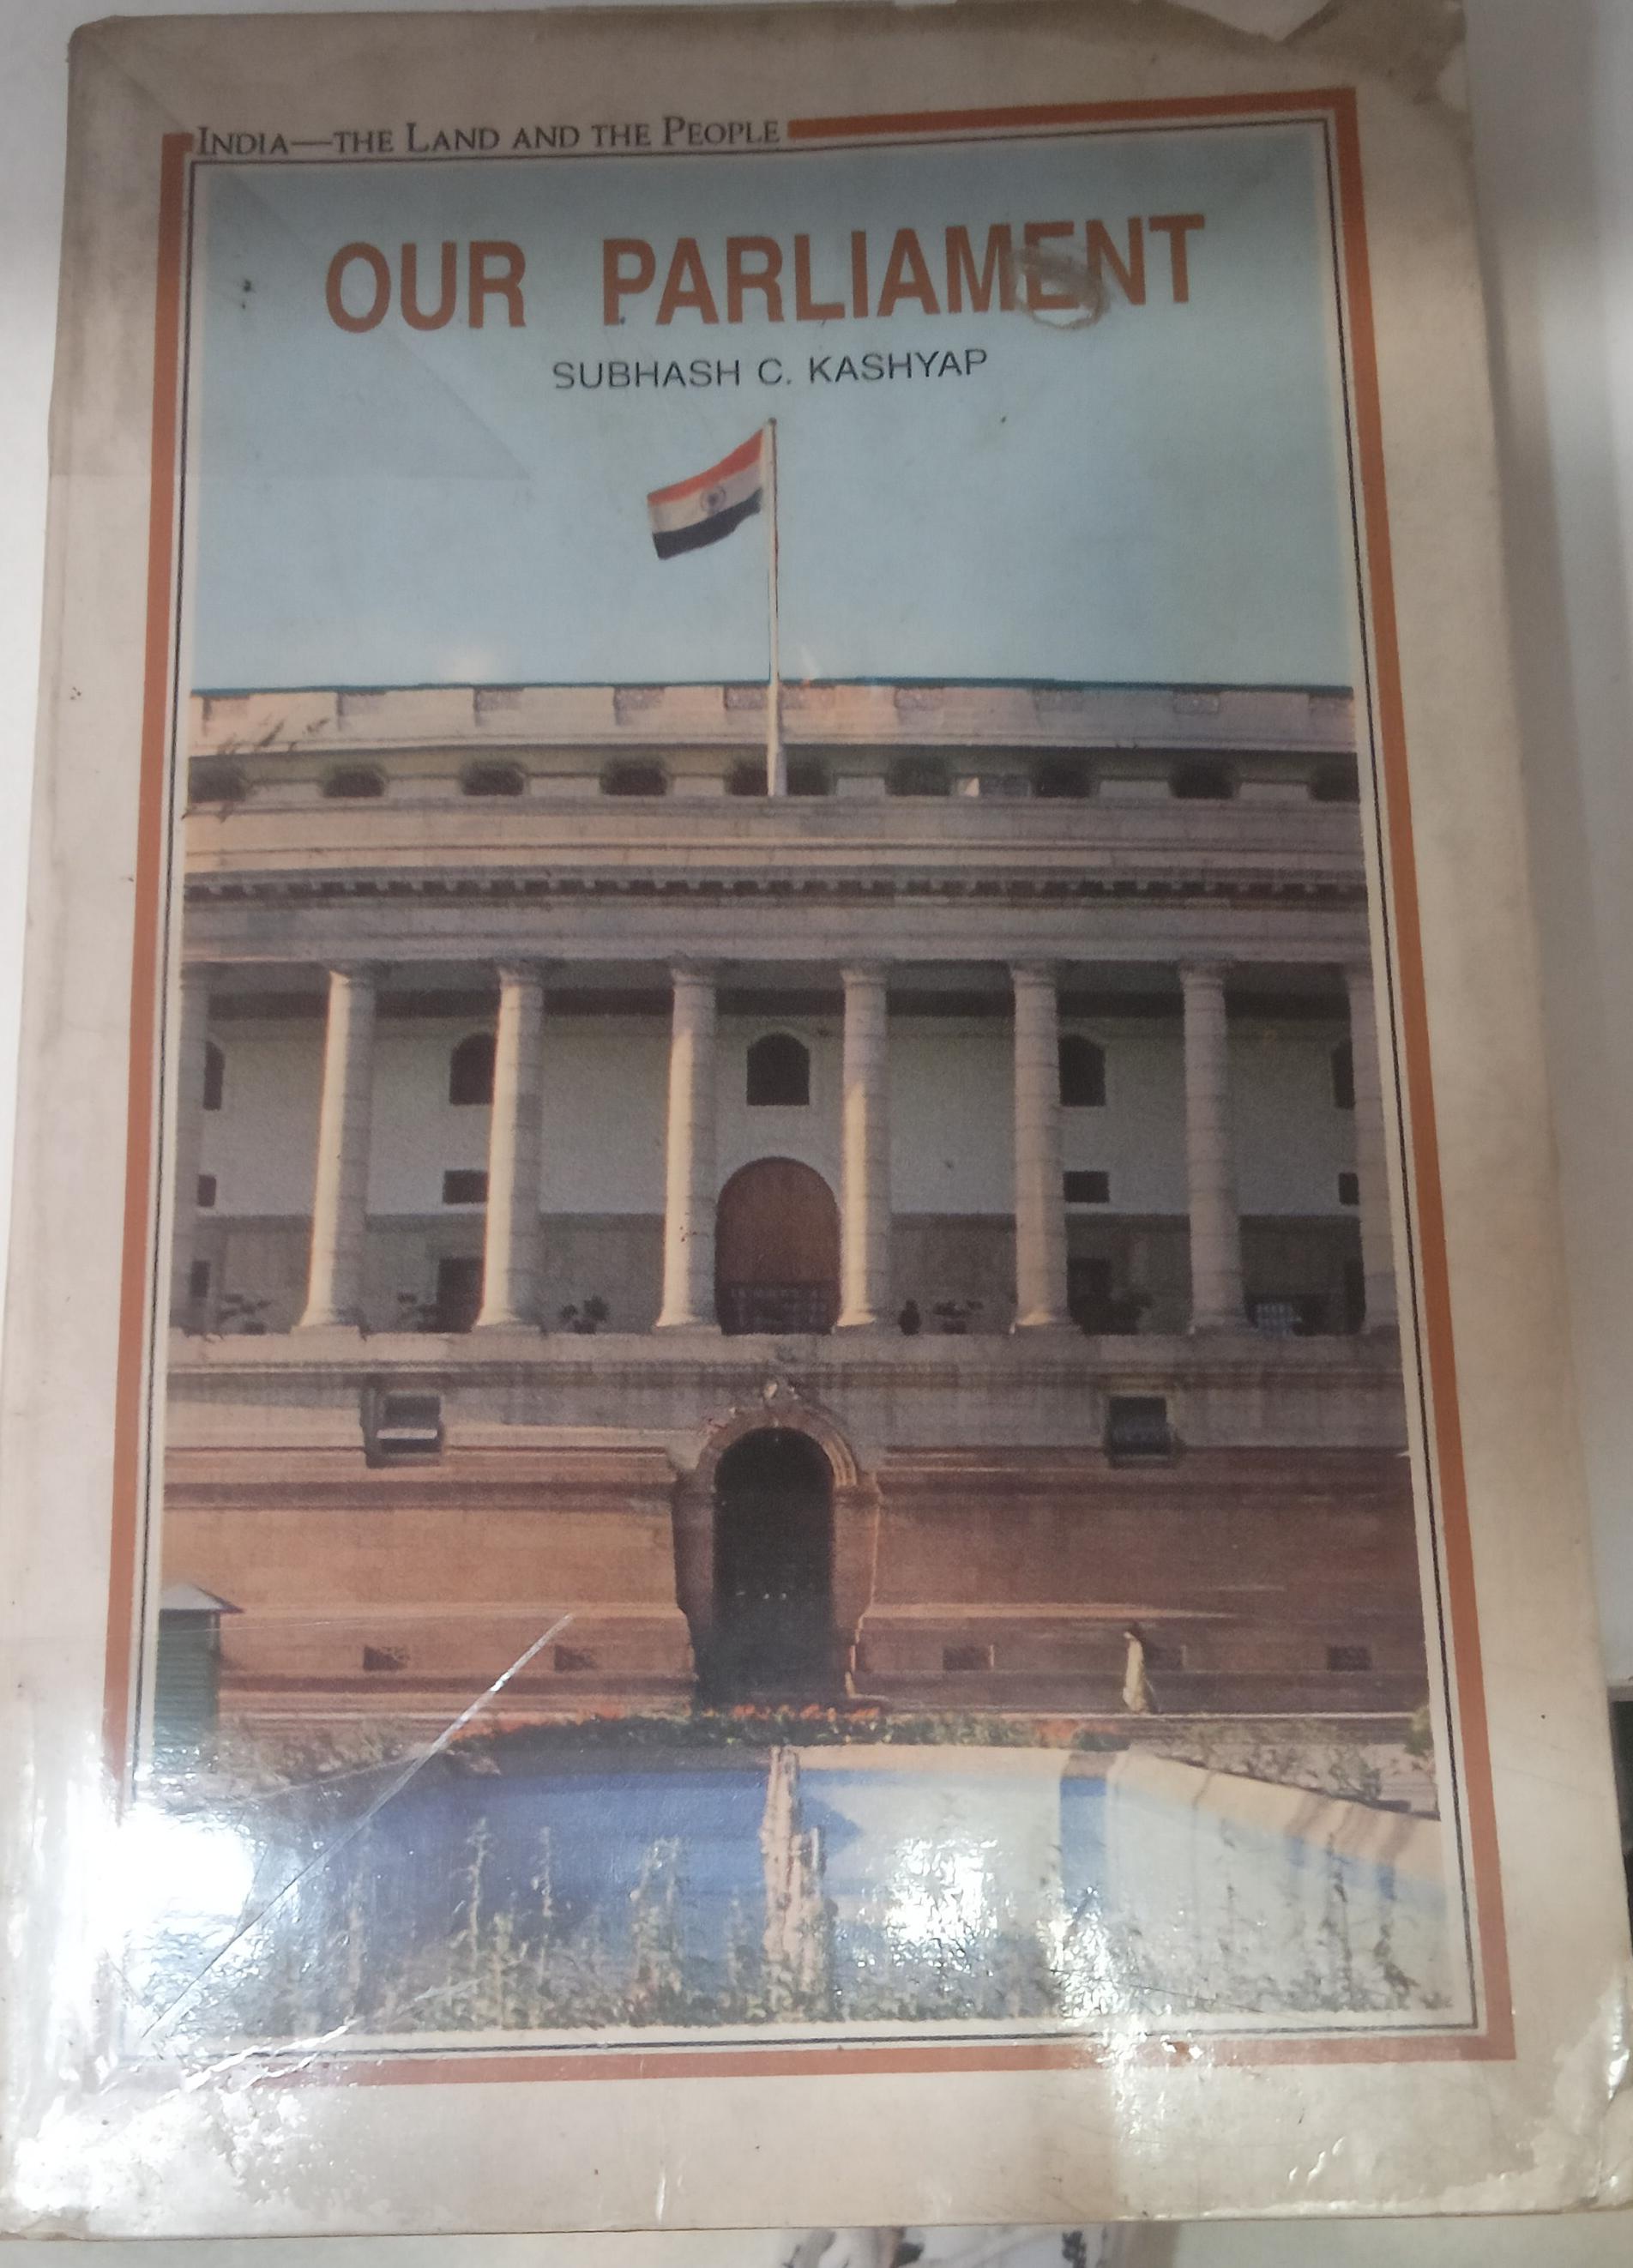 INDIA—THE LAND AND THE PEOPLE
OUR PARLIAMENT
SUBHASH C. KASHYAP